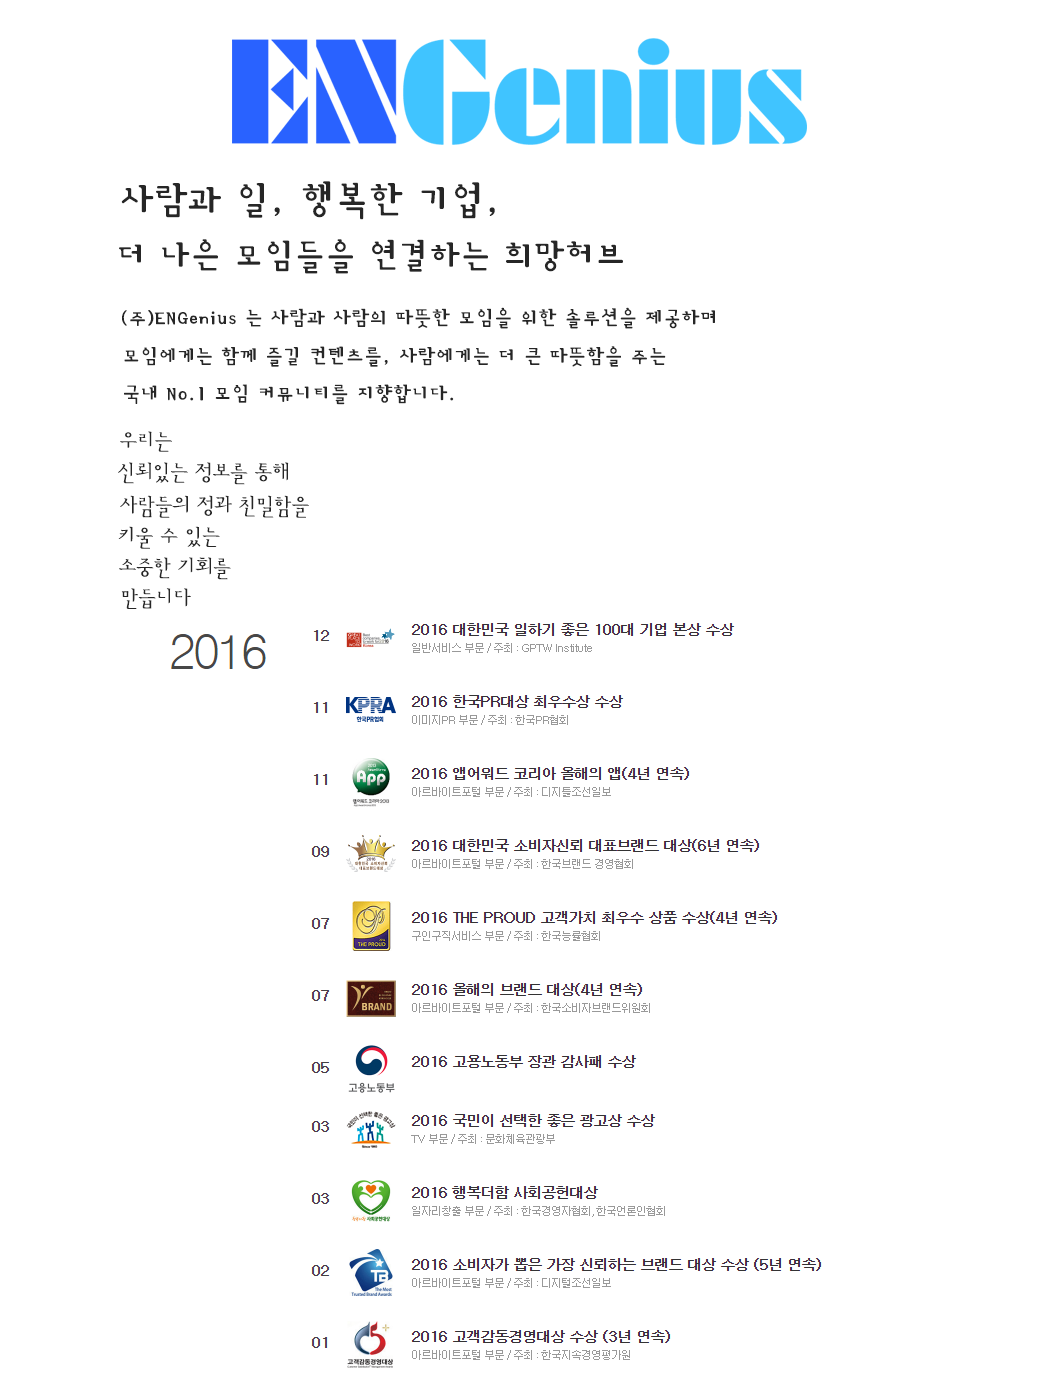 ENGenius
사람과 일, 행복한 기업,
더 나은 모임들을 연결하는 희망허브
(주)ENGenius 는 사람과 사람의 따뜻한 모임을 위한 솔루션을 제공하며
모임에게는 함께 즐길 컨텐츠를, 사람에게는 더 큰 따뜻함을 주는
국내 No.1 모임 커뮤니티를 지향합니다.
우리는
신뢰있는 정보를 통해
사람들의 정과 친밀함을
키울 수 있는
소중한 기회를
만듭니다
2016
12 2016 대한민국 일하기 좋은 100대 기업 본상 수상
일반서비스 부문 / 주최 : GPTW Institute
11 KPRA 한국PR협회 2016 한국PR대상 최우수상 수상
이미지PR 부문 / 주최 : 한국PR협회
11 App 2016 앱어워드 코리아 올해의 앱(4년 연속)
아르바이트포털 부문 / 주최 : 디지틀조선일보
09 2016 대한민국 소비자신뢰 대표브랜드 대상(6년 연속)
아르바이트포털 부문 / 주최 : 한국브랜드 경영협회
07 THE PROUD 2016 THE PROUD 고객가치 최우수 상품 수상(4년 연속)
구인구직서비스 부문 / 주최 : 한국능률협회
07 BRAND 2016 올해의 브랜드 대상(4년 연속)
아르바이트포털 부문 / 주최 : 한국소비자브랜드위원회
05 고용노동부 2016 고용노동부 장관 감사패 수상
03 국민이 선택한 좋은 광고상 Since 1993 2016 국민이 선택한 좋은 광고상 수상
TV 부문 / 주최 : 문화체육관광부
03 사회공헌대상 2016 행복더함 사회공헌대상
일자리창출 부문 / 주최 : 한국경영자협회, 한국언론인협회
02 TB The Most Trusted Brand Awards 2016 소비자가 뽑은 가장 신뢰하는 브랜드 대상 수상 (5년 연속)
아르바이트포털 부문 / 주최 : 디지털조선일보
01 고객감동경영대상 2016 고객감동경영대상 수상 (3년 연속)
아르바이트포털 부문 / 주최 : 한국지속경영평가원